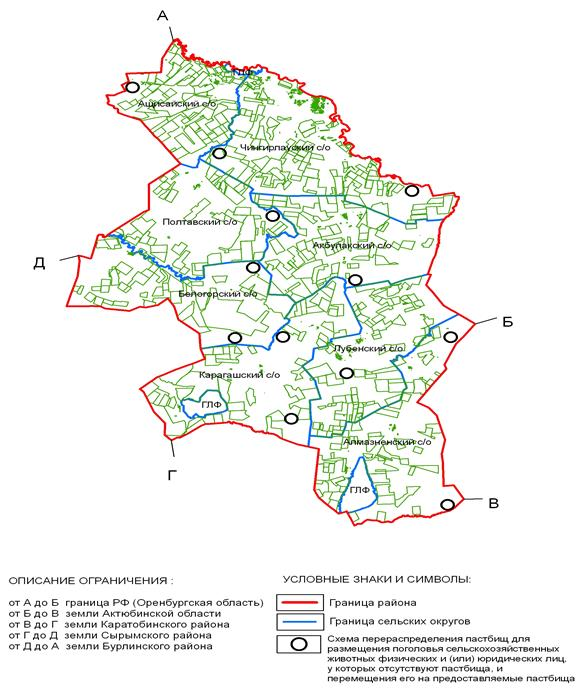 А
ГЛФ
Ащисайский с/о
Чингирлауский с/о
Полтавский с/о
Акбулакский с/о
Д
Белогорский с/о
Б
Лубенский с/о
Карагашский с/о
ГЛФ
Алмазненский с/о
Г
ГЛФ
В
ОПИСАНИЕ ОГРАНИЧЕНИЯ :
от А до Б граница РФ (Оренбургская область)
от Б до В земли Актюбинской области
от В до Г земли Каратобинского района
от Г до Д земли Сырымского района
от Д до А земли Бурлинского района
УСЛОВНЫЕ ЗНАКИ И СИМВОЛЫ:
Граница района
Граница сельских округов
Схема перераспределения пастбищ для
размещения поголовья сельскохозяйственных
животных физических и (или) юридических лиц,
у которых отсутствуют пастбища, и
перемещения его на предоставляемые пастбища